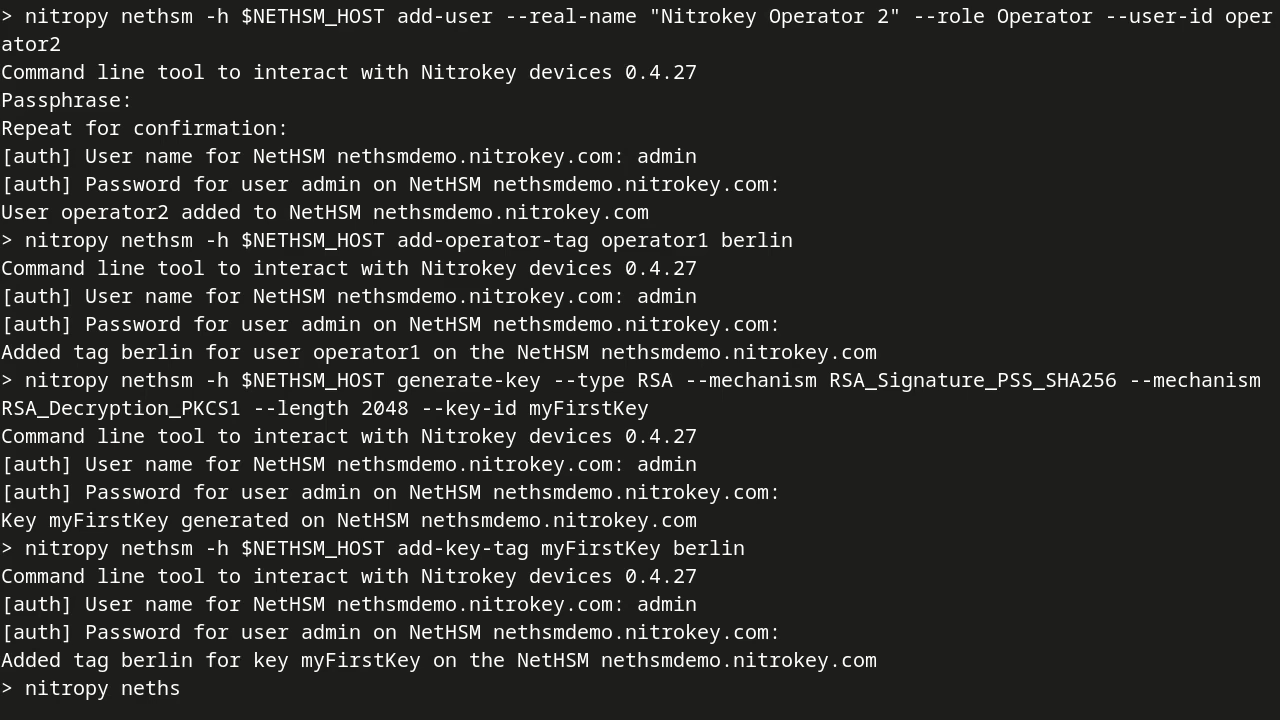 > nitropy nethsm -h $NETHSM_HOST add-user --real-name "Nitrokey Operator 2" --role Operator --user-id oper
ator2
Command line tool to interact with Nitrokey devices 0.4.27
Passphrase:
Repeat for confirmation:
[auth] User name for NetHSM nethsmdemo.nitrokey.com: admin
[auth] Password for user admin on NetHSM nethsmdemo.nitrokey.com:
User operator2 added to NetHSM nethsmdemo.nitrokey.com
> nitropy nethsm -h $NETHSM_HOST add-operator-tag operator1 berlin
Command line tool to interact with Nitrokey devices 0.4.27
[auth] User name for NetHSM nethsmdemo.nitrokey.com: admin
[auth] Password for user admin on NetHSM nethsmdemo.nitrokey.com:
Added tag berlin for user operator1 on the NetHSM nethsmdemo.nitrokey.com
> nitropy nethsm -h $NETHSM_HOST generate-key --type RSA --mechanism RSA_Signature_PSS_SHA256 --mechanism
RSA_Decryption_PKCS1 --length 2048 --key-id myFirstKey
Command line tool to interact with Nitrokey devices 0.4.27
[auth] User name for NetHSM nethsmdemo.nitrokey.com: admin
[auth] Password for user admin on NetHSM nethsmdemo.nitrokey.com:
Key myFirstKey generated on NetHSM nethsmdemo.nitrokey.com
> nitropy nethsm -h $NETHSM_HOST add-key-tag myFirstKey berlin
Command line tool to interact with Nitrokey devices 0.4.27
[auth] User name for NetHSM nethsmdemo.nitrokey.com: admin
[auth] Password for user admin on NetHSM nethsmdemo.nitrokey.com:
Added tag berlin for key myFirstKey on the NetHSM nethsmdemo.nitrokey.com
> nitropy neths